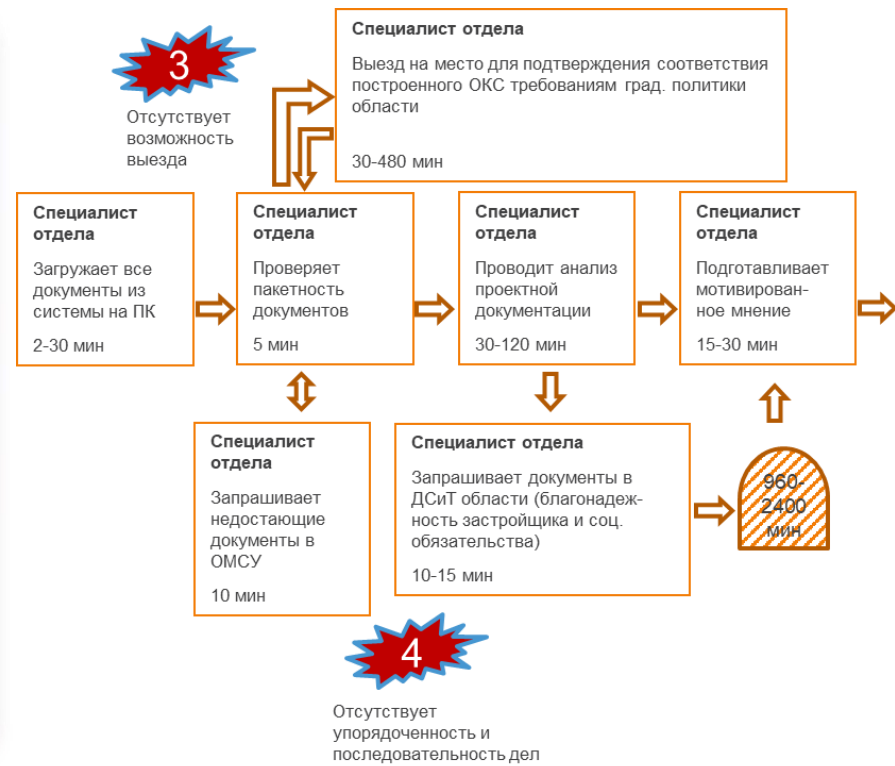 3
Отсутствует
возможность
выезда
Специалист отдела
Выезд на место для подтверждения соответствия
построенного ОКС требованиям град. политики
области
30-480 мин
Специалист
отдела
Загружает все
документы из
системы на ПК
2-30 мин
Специалист
отдела
Проверяет
пакетность
документов
5 мин
Специалист
отдела
Проводит анализ
проектной
документации
30-120 мин
Специалист
отдела
Подготавливает
мотивирован-
ное мнение
15-30 мин
Специалист
отдела
Запрашивает
недостающие
документы в
ОМСУ
10 мин
Специалист отдела
Запрашивает документы в
ДСиТ области (благонадеж-
ность застройщика и соц.
обязательства)
10-15 мин
960-
2400
мин
4
Отсутствует
упорядоченность и
последовательность дел